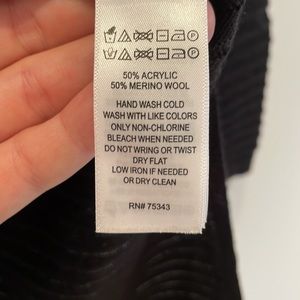 50% ACRYLIC
50% MERINO WOOL
HAND WASH COLD
WASH WITH LIKE COLORS
ONLY NON-CHLORINE
BLEACH WHEN NEEDED
DO NOT WRING OR TWIST
DRY FLAT
LOW IRON IF NEEDED
OR DRY CLEAN
RN# 75343